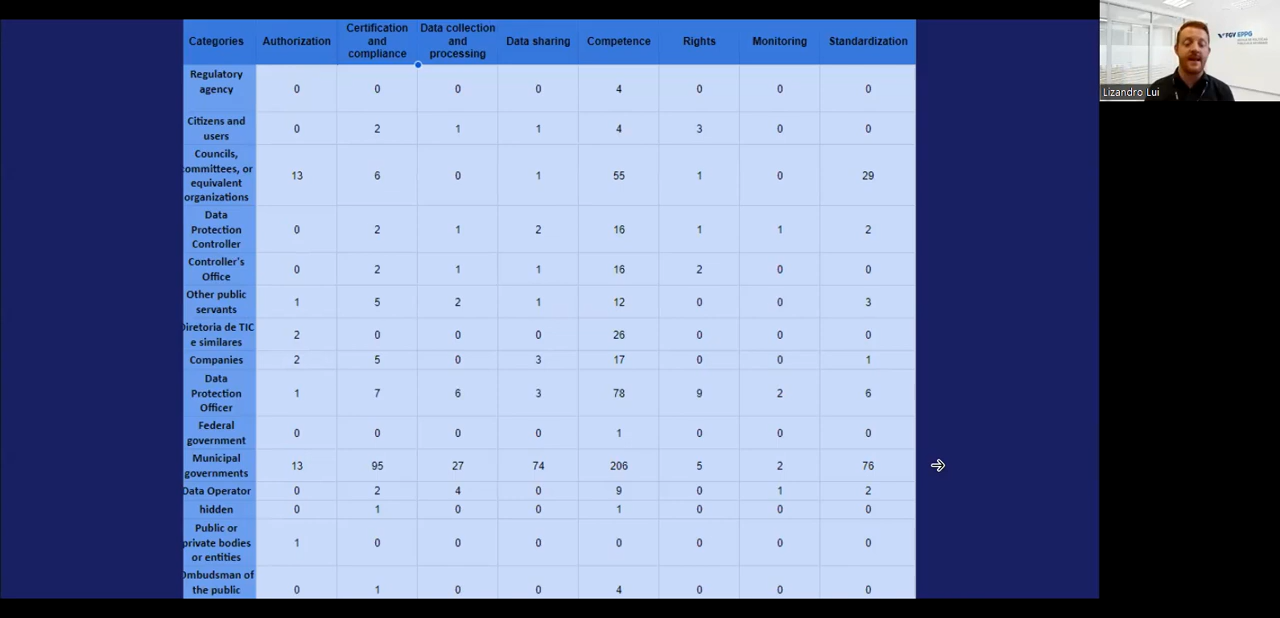 Categories Authorization Certification and compliance Data collection and processing Data sharing Competence Rights Monitoring Standardization
Regulatory agency 0 0 0 0 4 0 0 0
Citizens and users 0 2 1 1 4 3 0 0
Councils, committees, or equivalent organizations 13 6 0 1 55 1 0 29
Data Protection Controller 0 2 1 2 16 1 1 2
Controller's Office 0 2 1 1 16 2 0 0
Other public servants 1 5 2 1 12 0 0 3
Diretoria de TIC e similares 2 0 0 0 26 0 0 0
Companies 2 5 0 3 17 0 0 1
Data Protection Officer 1 7 6 3 78 9 2 6
Federal government 0 0 0 0 1 0 0 0
Municipal governments 13 95 27 74 206 5 2 76
Data Operator 0 2 4 0 9 0 1 2
hidden 0 1 0 0 1 0 0 0
Public or private bodies or entities 1 0 0 0 0 0 0 0
Ombudsman of the public 0 1 0 0 4 0 0 0
FGV EPPG
Lizandro Lui